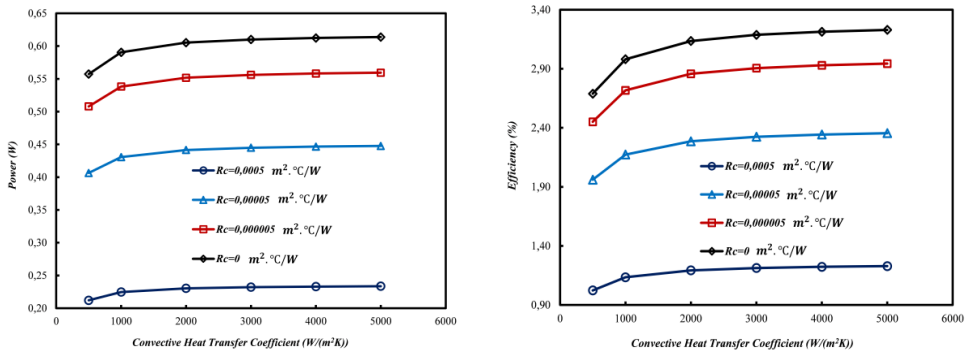 0,65
0,60
0,55
0,50
0,45
0,40
0,35
0,30
0,25
0,20
Power (W)
Rc=0,0005 m².℃/W
Rc=0,00005 m².℃/W
Rc=0,000005 m².℃/W
Rc=0 m².℃/W
0 1000 2000 3000 4000 5000 6000
Convective Heat Transfer Coefficient (W/(m²K))
3,40
2,90
2,40
1,90
1,40
0,90
Efficiency (%)
Rc=0,0005 m².℃/W
Rc=0,00005 m².℃/W
Rc=0,000005 m².℃/W
Rc=0 m².℃/W
0 1000 2000 3000 4000 5000 6000
Convective Heat Transfer Coefficient (W/(m²K))